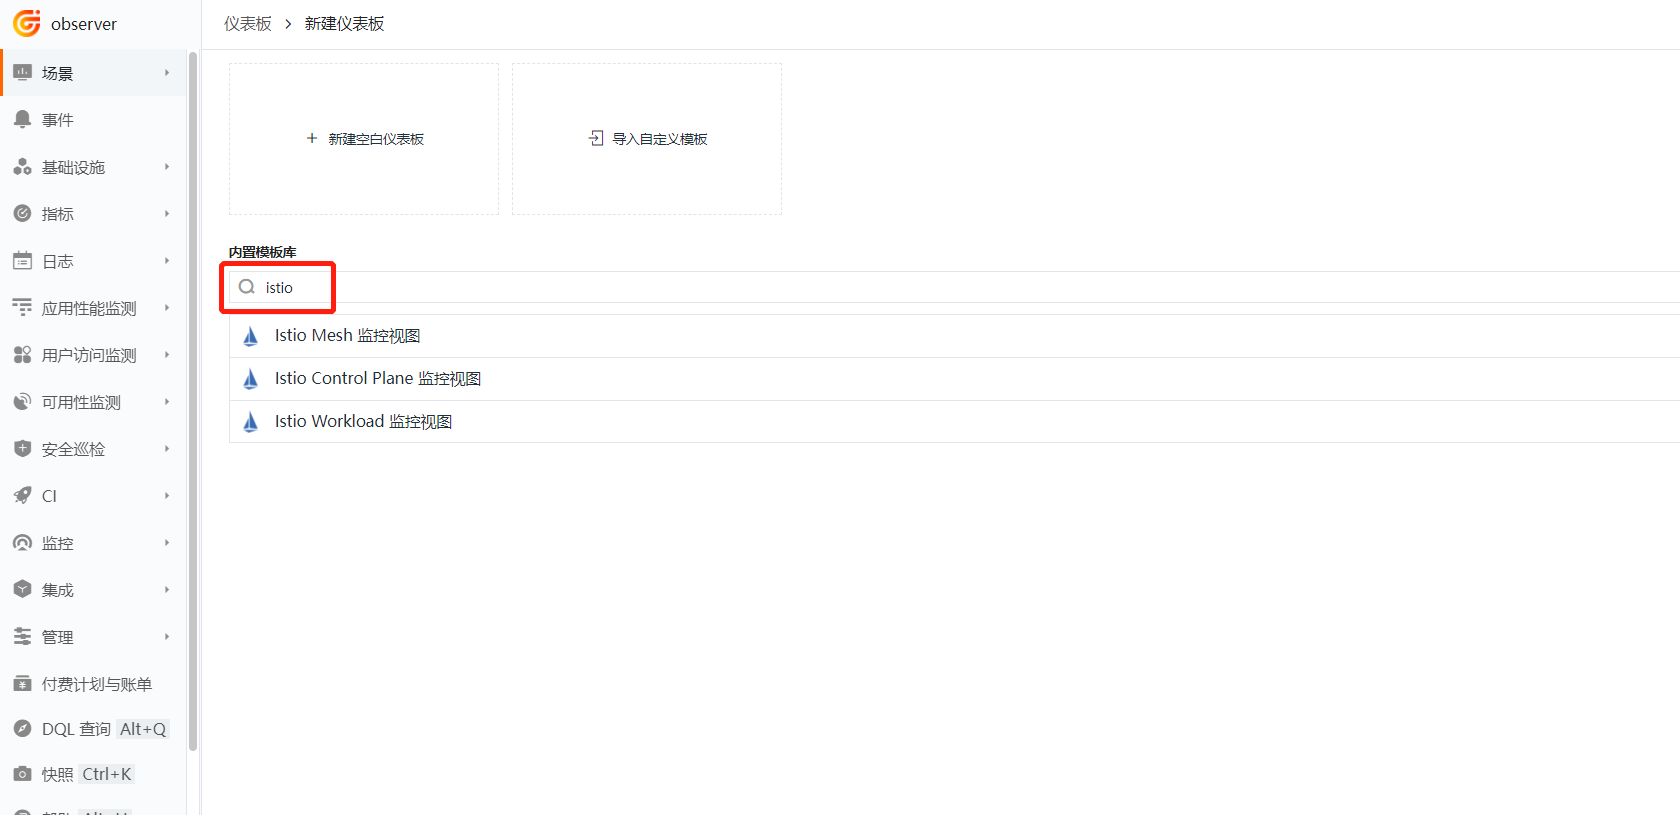 observer
场景
事件
基础设施
指标
日志
应用性能监测
用户访问监测
可用性监测
安全巡检
CI
监控
集成
管理
付费计划与账单
DQL 查询 Alt+Q
快照 Ctrl+K
仪表板 > 新建仪表板
+ 新建空白仪表板
导入自定义模板
内置模板库
istio
Istio Mesh 监控视图
Istio Control Plane 监控视图
Istio Workload 监控视图